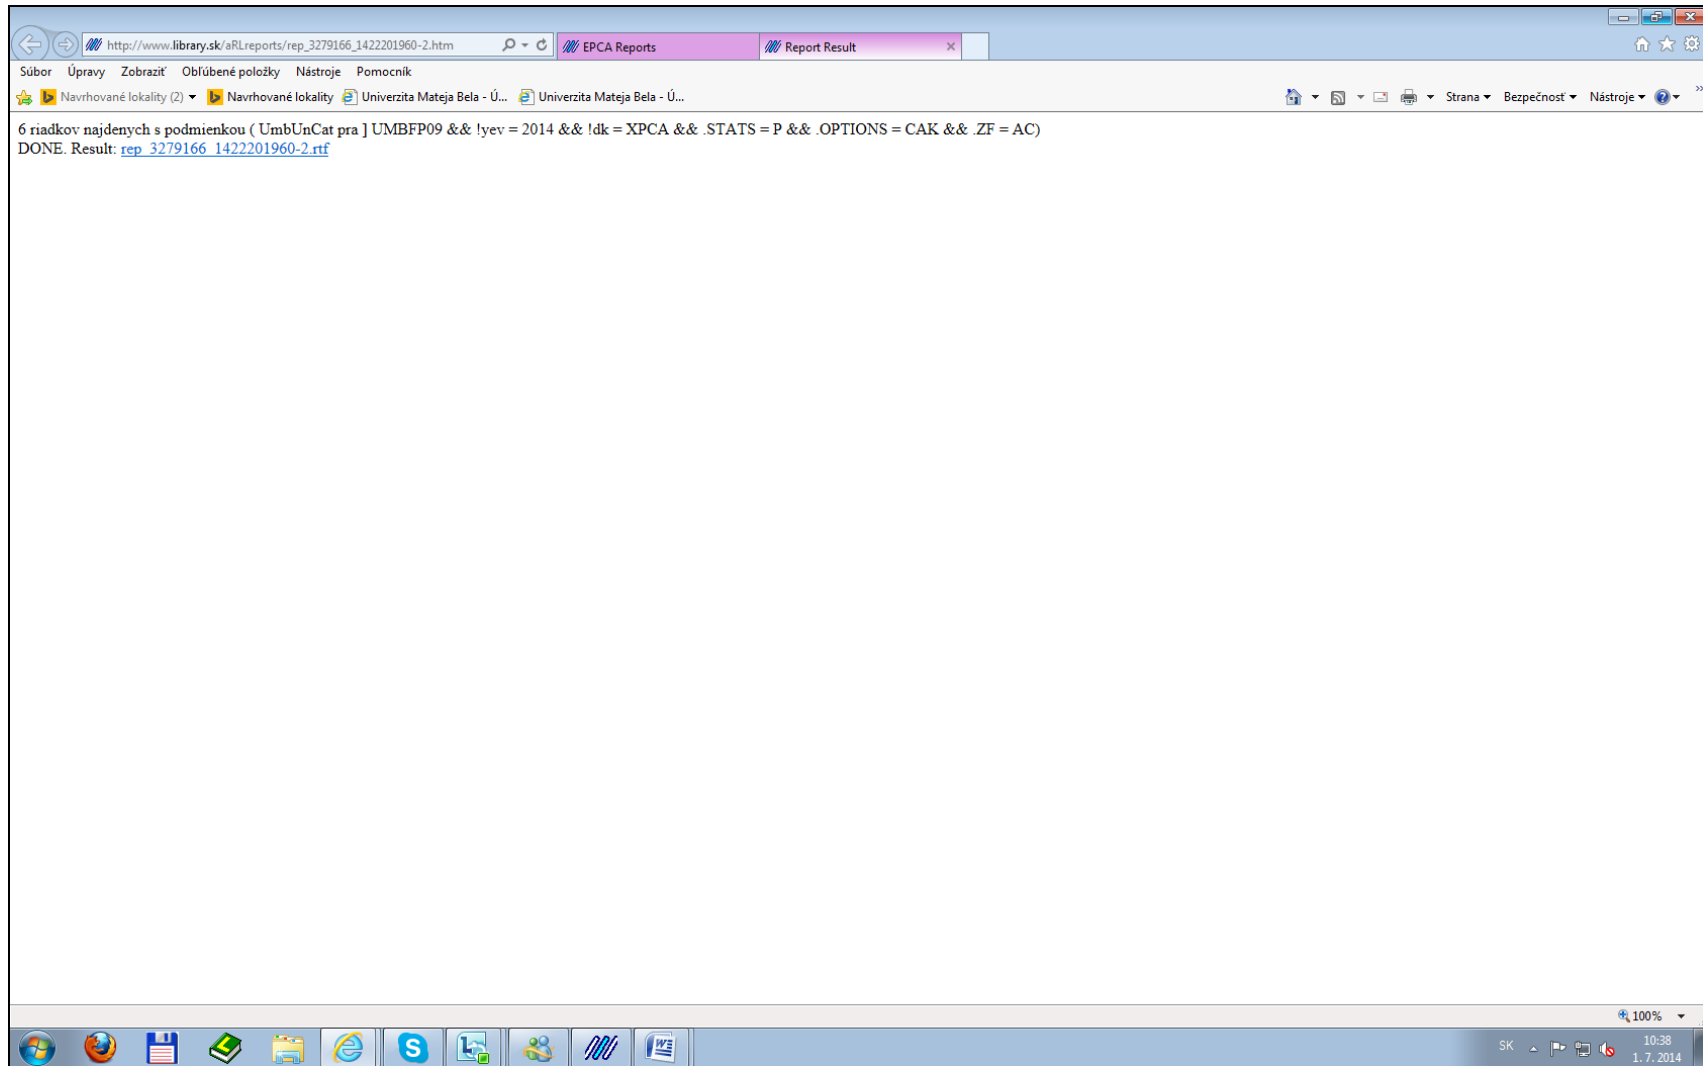 http://www.library.sk/aRLreports/rep_3279166_1422201960-2.htm
EPCA Reports
Report Result
Súbor Úpravy Zobraziť Obľúbené položky Nástroje Pomocník
Navrhované lokality (2) Navrhované lokality Univerzita Mateja Bela - Ú... Univerzita Mateja Bela - Ú... Strana Bezpečnosť Nástroje
6 riadkov najdenych s podmienkou ( UmbUnCat pra ] UMBFP09 && !yev = 2014 && !dk = XPCA && .STATS = P && .OPTIONS = CAK && .ZF = AC)
DONE. Result: rep_3279166_1422201960-2.rtf
100%
SK 10:38
1. 7. 2014